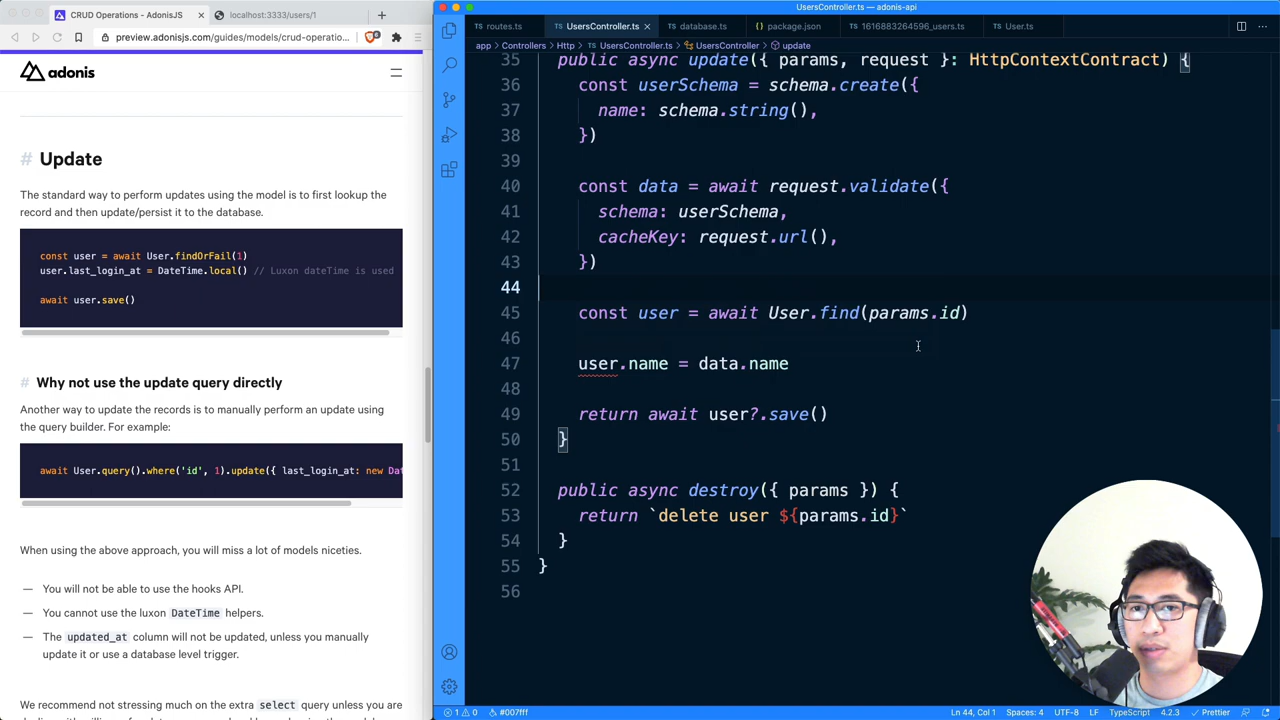 CRUD Operations - AdonisJS
localhost:3333/users/1
preview.adonisjs.com/guides/models/crud-operatio...
adonis
# Update
The standard way to perform updates using the model is to first lookup the
record and then update/persist it to the database.
const user = await User.findOrFail(1)
user.last_login_at = DateTime.local() // Luxon dateTime is used
await user.save()
# Why not use the update query directly
Another way to update the records is to manually perform an update using
the query builder. For example:
await User.query().where('id', 1).update({ last_login_at: new Dat
When using the above approach, you will miss a lot of models niceties.
— You will not be able to use the hooks API.
— You cannot use the luxon DateTime helpers.
— The updated_at column will not be updated, unless you manually
update it or use a database level trigger.
We recommend not stressing much on the extra select query unless you are
UsersController.ts — adonis-api
routes.ts
UsersController.ts
database.ts
package.json
1616883264596_users.ts
User.ts
app > Controllers > Http > UsersController.ts > UsersController > update
35 public async update({ params, request }: HttpContextContract) {
36 const userSchema = schema.create({
37 name: schema.string(),
38 })
39
40 const data = await request.validate({
41 schema: userSchema,
42 cacheKey: request.url(),
43 })
44
45 const user = await User.find(params.id)
46
47 user.name = data.name
48
49 return await user?.save()
50 }
51
52 public async destroy({ params }) {
53 return `delete user ${params.id}`
54 }
55 }
56
1 0 #007fff
Ln 44, Col 1 Spaces: 4 UTF-8 LF TypeScript 4.2.3 Prettier